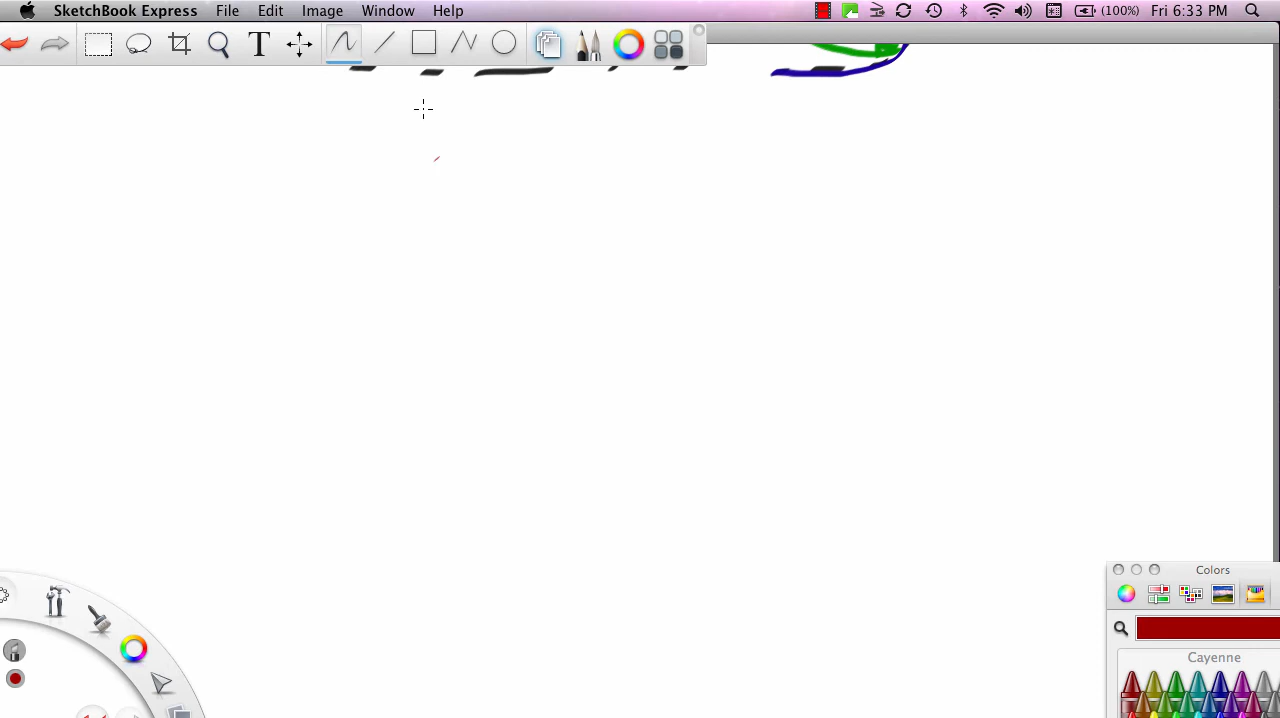 SketchBook Express File Edit Image Window Help (100%) Fri 6:33 PM
T
Colors
Cayenne